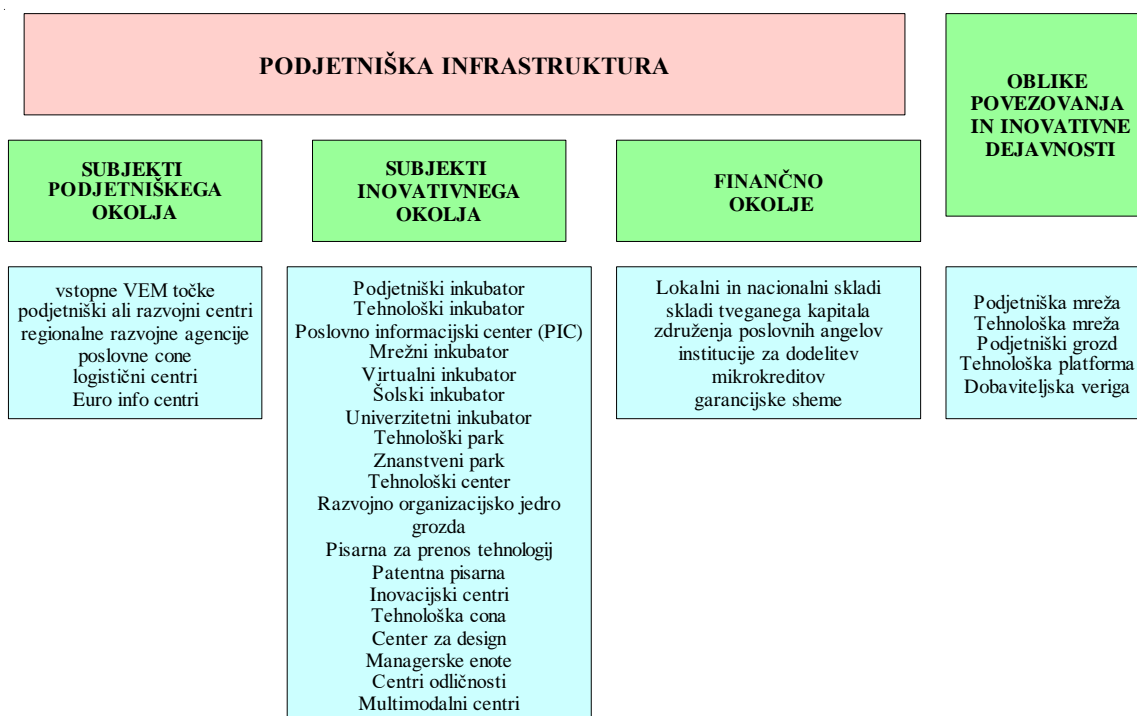 PODJETNIŠKA INFRASTRUKTURA
OBLIKE
POVEZOVANJA
IN INOVATIVNE
DEJAVNOSTI
SUBJEKTI
PODJETNIŠKEGA
OKOLJA
SUBJEKTI
INOVATIVNEGA
OKOLJA
FINANČNO
OKOLJE
vstopne VEM točke
podjetniški ali razvojni centri
regionalne razvojne agencije
poslovne cone
logistični centri
Euro info centri
Podjetniški inkubator
Tehnološki inkubator
Poslovno informacijski center (PIC)
Mrežni inkubator
Virtualni inkubator
Šolski inkubator
Univerzitetni inkubator
Tehnološki park
Znanstveni park
Tehnološki center
Razvojno organizacijsko jedro
grozda
Pisarna za prenos tehnologij
Patentna pisarna
Inovacijski centri
Tehnološka cona
Center za design
Managerske enote
Centri odličnosti
Multimodalni centri
Lokalni in nacionalni skladi
skladi tveganega kapitala
združenja poslovnih angelov
institucije za dodelitev
mikrokreditov
garancijske sheme
Podjetniška mreža
Tehnološka mreža
Podjetniški grozd
Tehnološka platforma
Dobaviteljska veriga